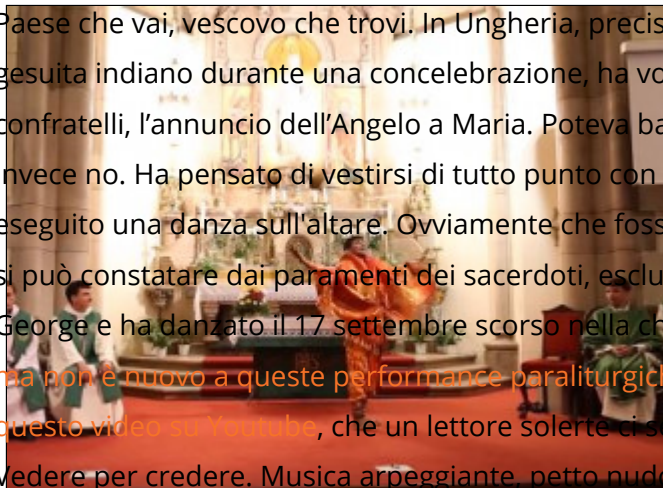 Paese che vai, vescovo che trovi. In Ungheria, precis
gesuita indiano durante una concelebrazione, ha vo
confratelli, l’annuncio dell’Angelo a Maria. Poteva ba
invece no. Ha pensato di vestirsi di tutto punto con
eseguito una danza sull'altare. Ovviamente che foss
si può constatare dai paramenti dei sacerdoti, esclu
George e ha danzato il 17 settembre scorso nella ch
ma non è nuovo a queste performance paraliturgich
questo video su Youtube, che un lettore solerte ci s
Vedere per credere. Musica arpeggiante, petto nudo